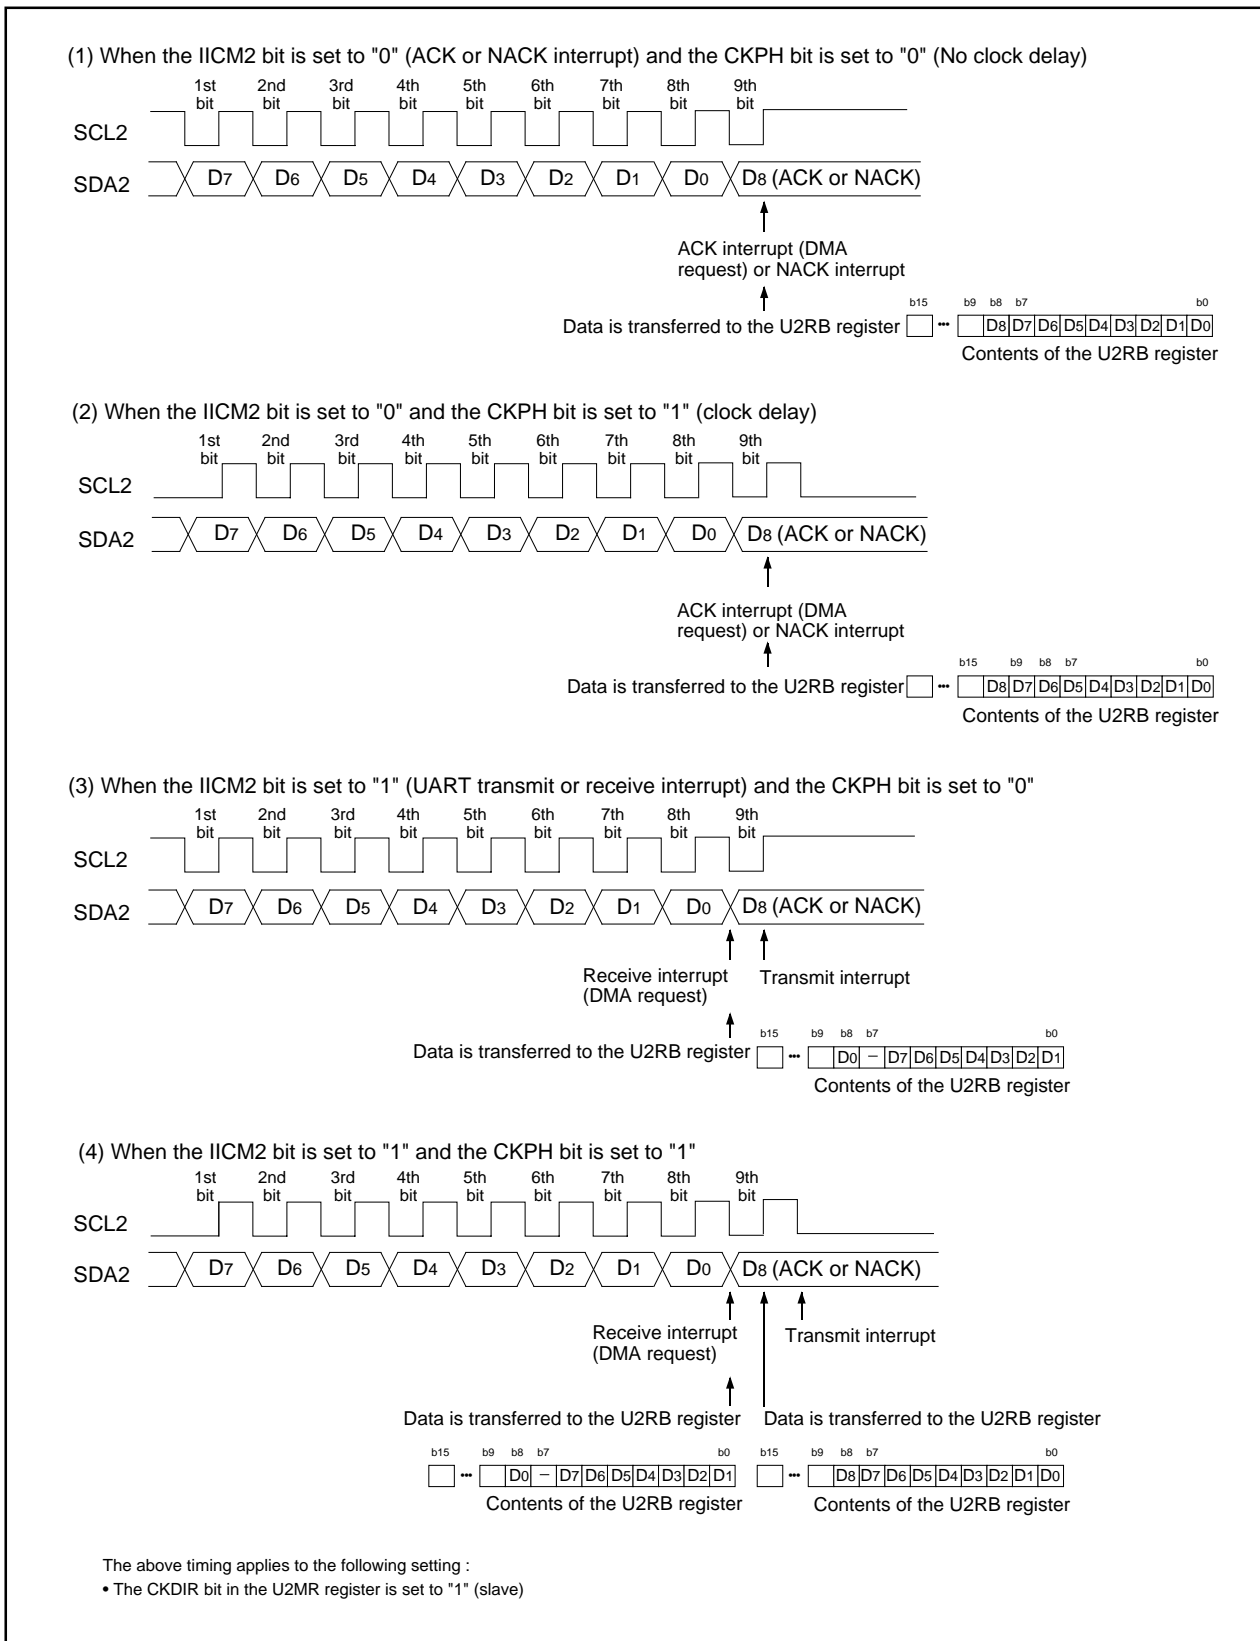 (1) When the IICM2 bit is set to "0" (ACK or NACK interrupt) and the CKPH bit is set to "0" (No clock delay)
1st bit 2nd bit 3rd bit 4th bit 5th bit 6th bit 7th bit 8th bit 9th bit
SCL2
SDA2 D7 D6 D5 D4 D3 D2 D1 D0 D8 (ACK or NACK)
ACK interrupt (DMA
request) or NACK interrupt
b15 b9 b8 b7 b0
Data is transferred to the U2RB register ••• D8 D7 D6 D5 D4 D3 D2 D1 D0
Contents of the U2RB register
(2) When the IICM2 bit is set to "0" and the CKPH bit is set to "1" (clock delay)
1st bit 2nd bit 3rd bit 4th bit 5th bit 6th bit 7th bit 8th bit 9th bit
SCL2
SDA2 D7 D6 D5 D4 D3 D2 D1 D0 D8 (ACK or NACK)
ACK interrupt (DMA
request) or NACK interrupt
b15 b9 b8 b7 b0
Data is transferred to the U2RB register ••• D8 D7 D6 D5 D4 D3 D2 D1 D0
Contents of the U2RB register
(3) When the IICM2 bit is set to "1" (UART transmit or receive interrupt) and the CKPH bit is set to "0"
1st bit 2nd bit 3rd bit 4th bit 5th bit 6th bit 7th bit 8th bit 9th bit
SCL2
SDA2 D7 D6 D5 D4 D3 D2 D1 D0 D8 (ACK or NACK)
Receive interrupt Transmit interrupt
(DMA request)
b15 b9 b8 b7 b0
Data is transferred to the U2RB register ••• D0 – D7 D6 D5 D4 D3 D2 D1
Contents of the U2RB register
(4) When the IICM2 bit is set to "1" and the CKPH bit is set to "1"
1st bit 2nd bit 3rd bit 4th bit 5th bit 6th bit 7th bit 8th bit 9th bit
SCL2
SDA2 D7 D6 D5 D4 D3 D2 D1 D0 D8 (ACK or NACK)
Receive interrupt Transmit interrupt
(DMA request)
Data is transferred to the U2RB register Data is transferred to the U2RB register
b15 b9 b8 b7 b0 b15 b9 b8 b7 b0
••• D0 – D7 D6 D5 D4 D3 D2 D1 ••• D8 D7 D6 D5 D4 D3 D2 D1 D0
Contents of the U2RB register Contents of the U2RB register
The above timing applies to the following setting :
• The CKDIR bit in the U2MR register is set to "1" (slave)